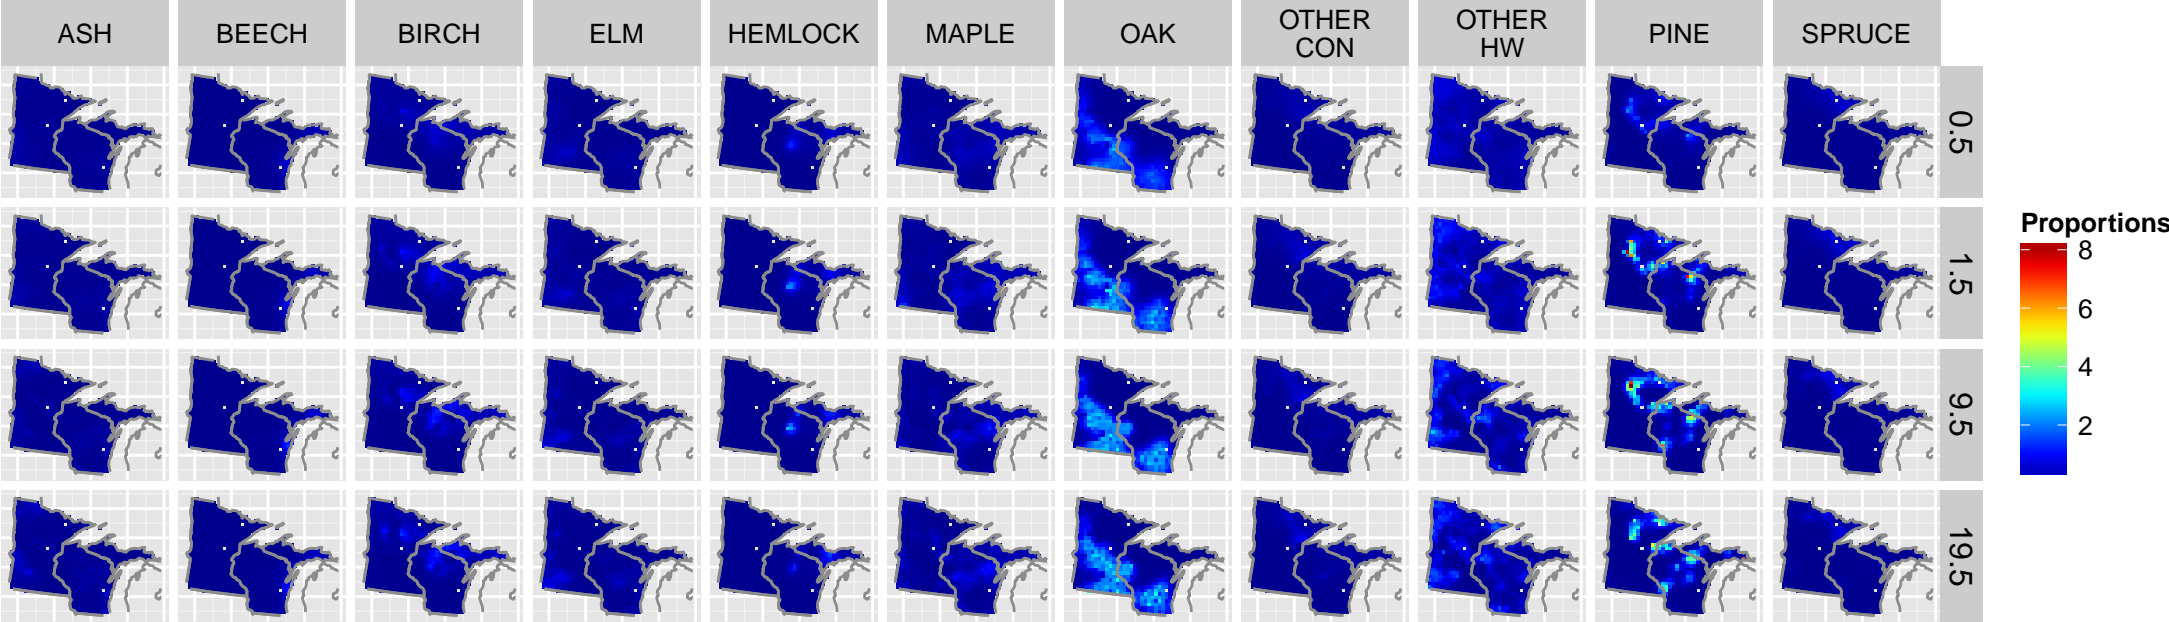 ASH
BEECH
BIRCH
ELM
HEMLOCK
MAPLE
OAK
OTHER
CON
OTHER
HW
PINE
SPRUCE
0.5
1.5
9.5
19.5
Proportions
8
6
4
2